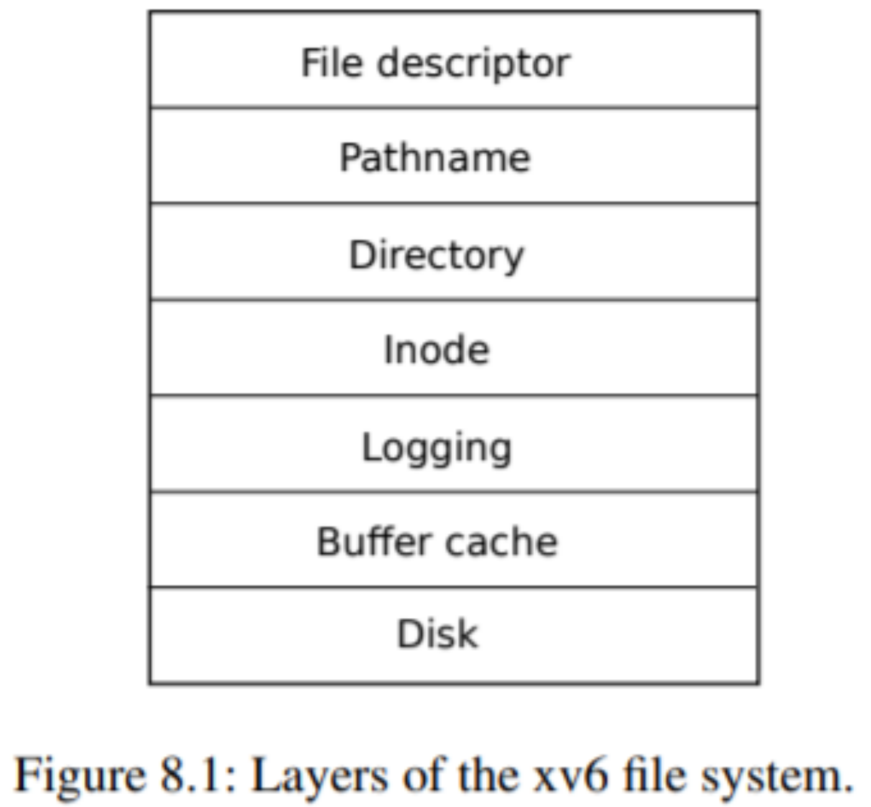 File descriptor
Pathname
Directory
Inode
Logging
Buffer cache
Disk
Figure 8.1: Layers of the xv6 file system.